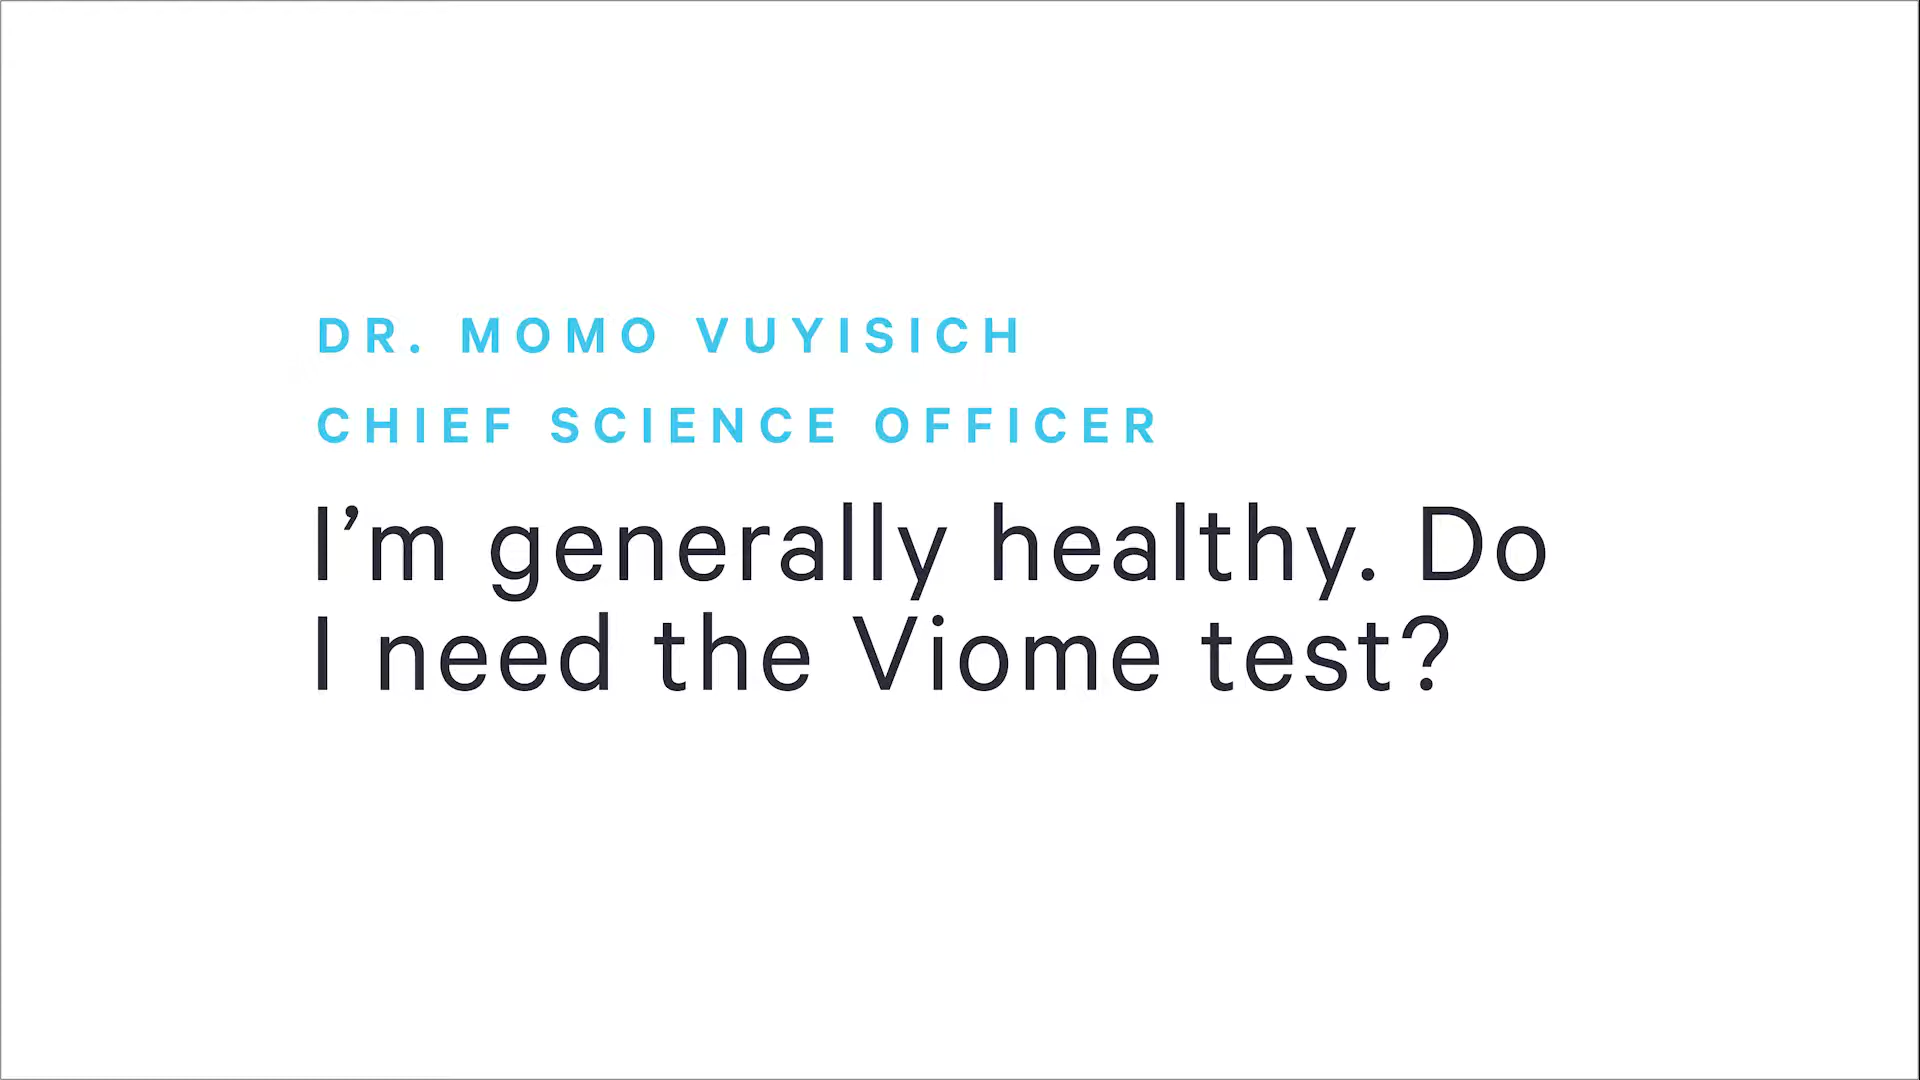 DR. MOMO VUYISICH
CHIEF SCIENCE OFFICER
I’m generally healthy. Do
I need the Viome test?